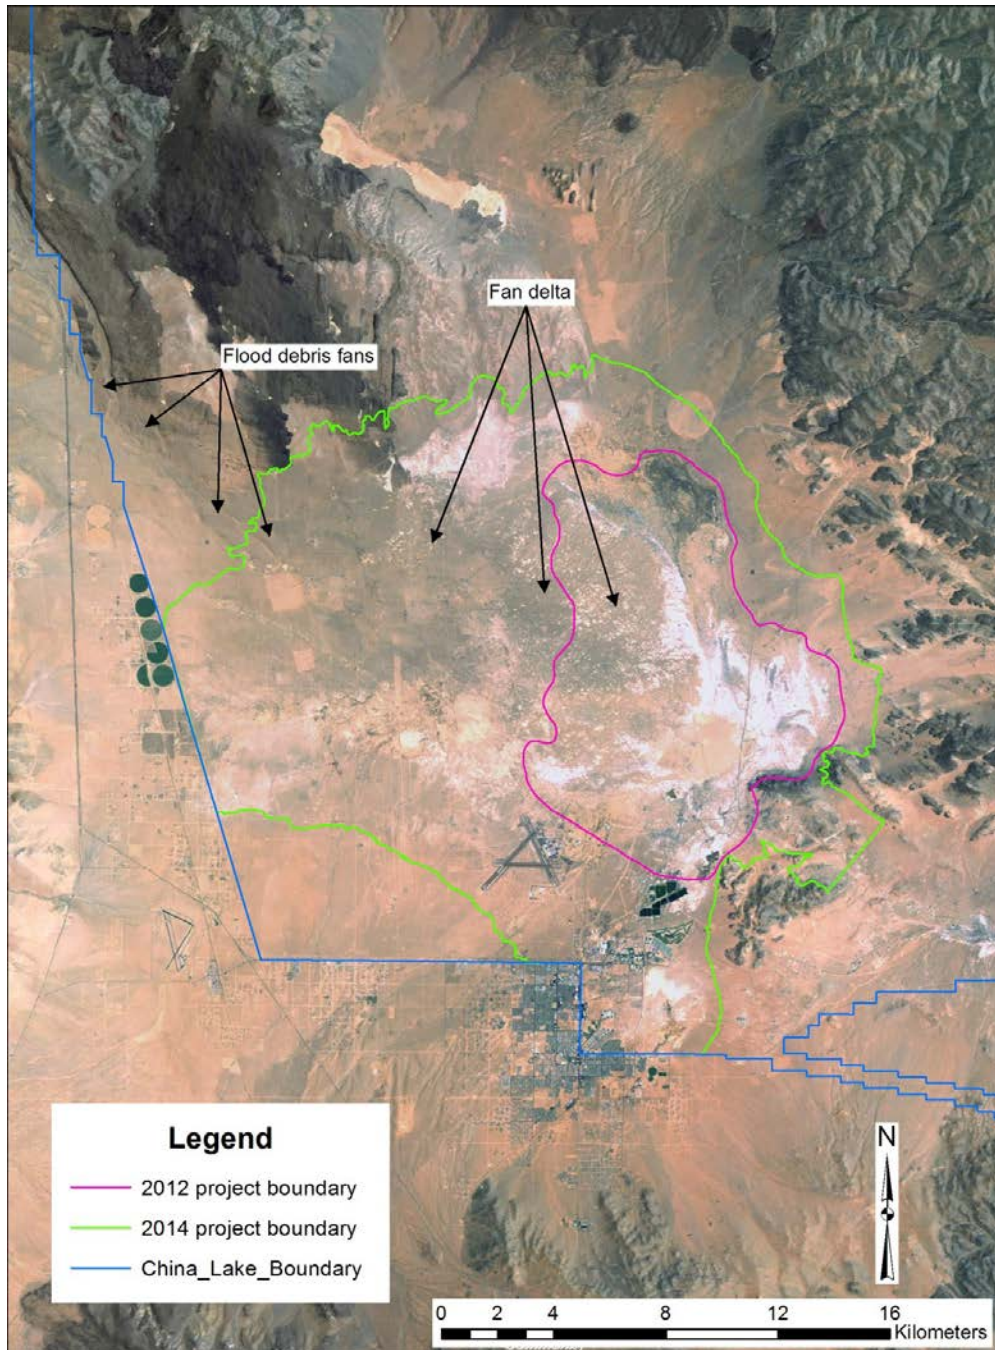 Fan delta
Flood debris fans
Legend
2012 project boundary
2014 project boundary
China_Lake_Boundary
N
0 2 4 8 12 16
Kilometers